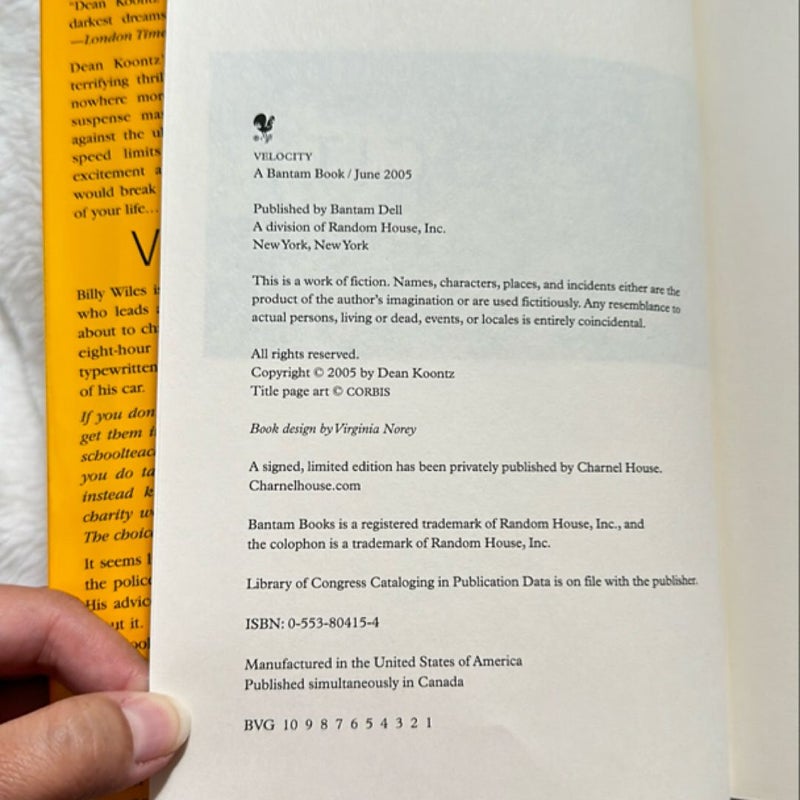 "Dean Koontz
darkest dreams
—London Time
Dean Koontz'
terrifying thril
nowhere mor
suspense ma
against the ul
speed limits
excitement a
would break
of your life...
V
Billy Wiles i
who leads
about to ch
eight-hour
typewritten
of his car.
If you don
get them i
schoolteac
you do ta
instead k
charity w
The choic
It seems l
the polic
His advic
ut it.
ool
VELOCITY
A Bantam Book / June 2005
Published by Bantam Dell
A division of Random House, Inc.
New York, New York
This is a work of fiction. Names, characters, places, and incidents either are the
product of the author's imagination or are used fictitiously. Any resemblance to
actual persons, living or dead, events, or locales is entirely coincidental.
All rights reserved.
Copyright © 2005 by Dean Koontz
Title page art © CORBIS
Book design by Virginia Norey
A signed, limited edition has been privately published by Charnel House.
Charnelhouse.com
Bantam Books is a registered trademark of Random House, Inc., and
the colophon is a trademark of Random House, Inc.
Library of Congress Cataloging in Publication Data is on file with the publisher.
ISBN: 0-553-80415-4
Manufactured in the United States of America
Published simultaneously in Canada
BVG 10 9 8 7 6 5 4 3 2 1